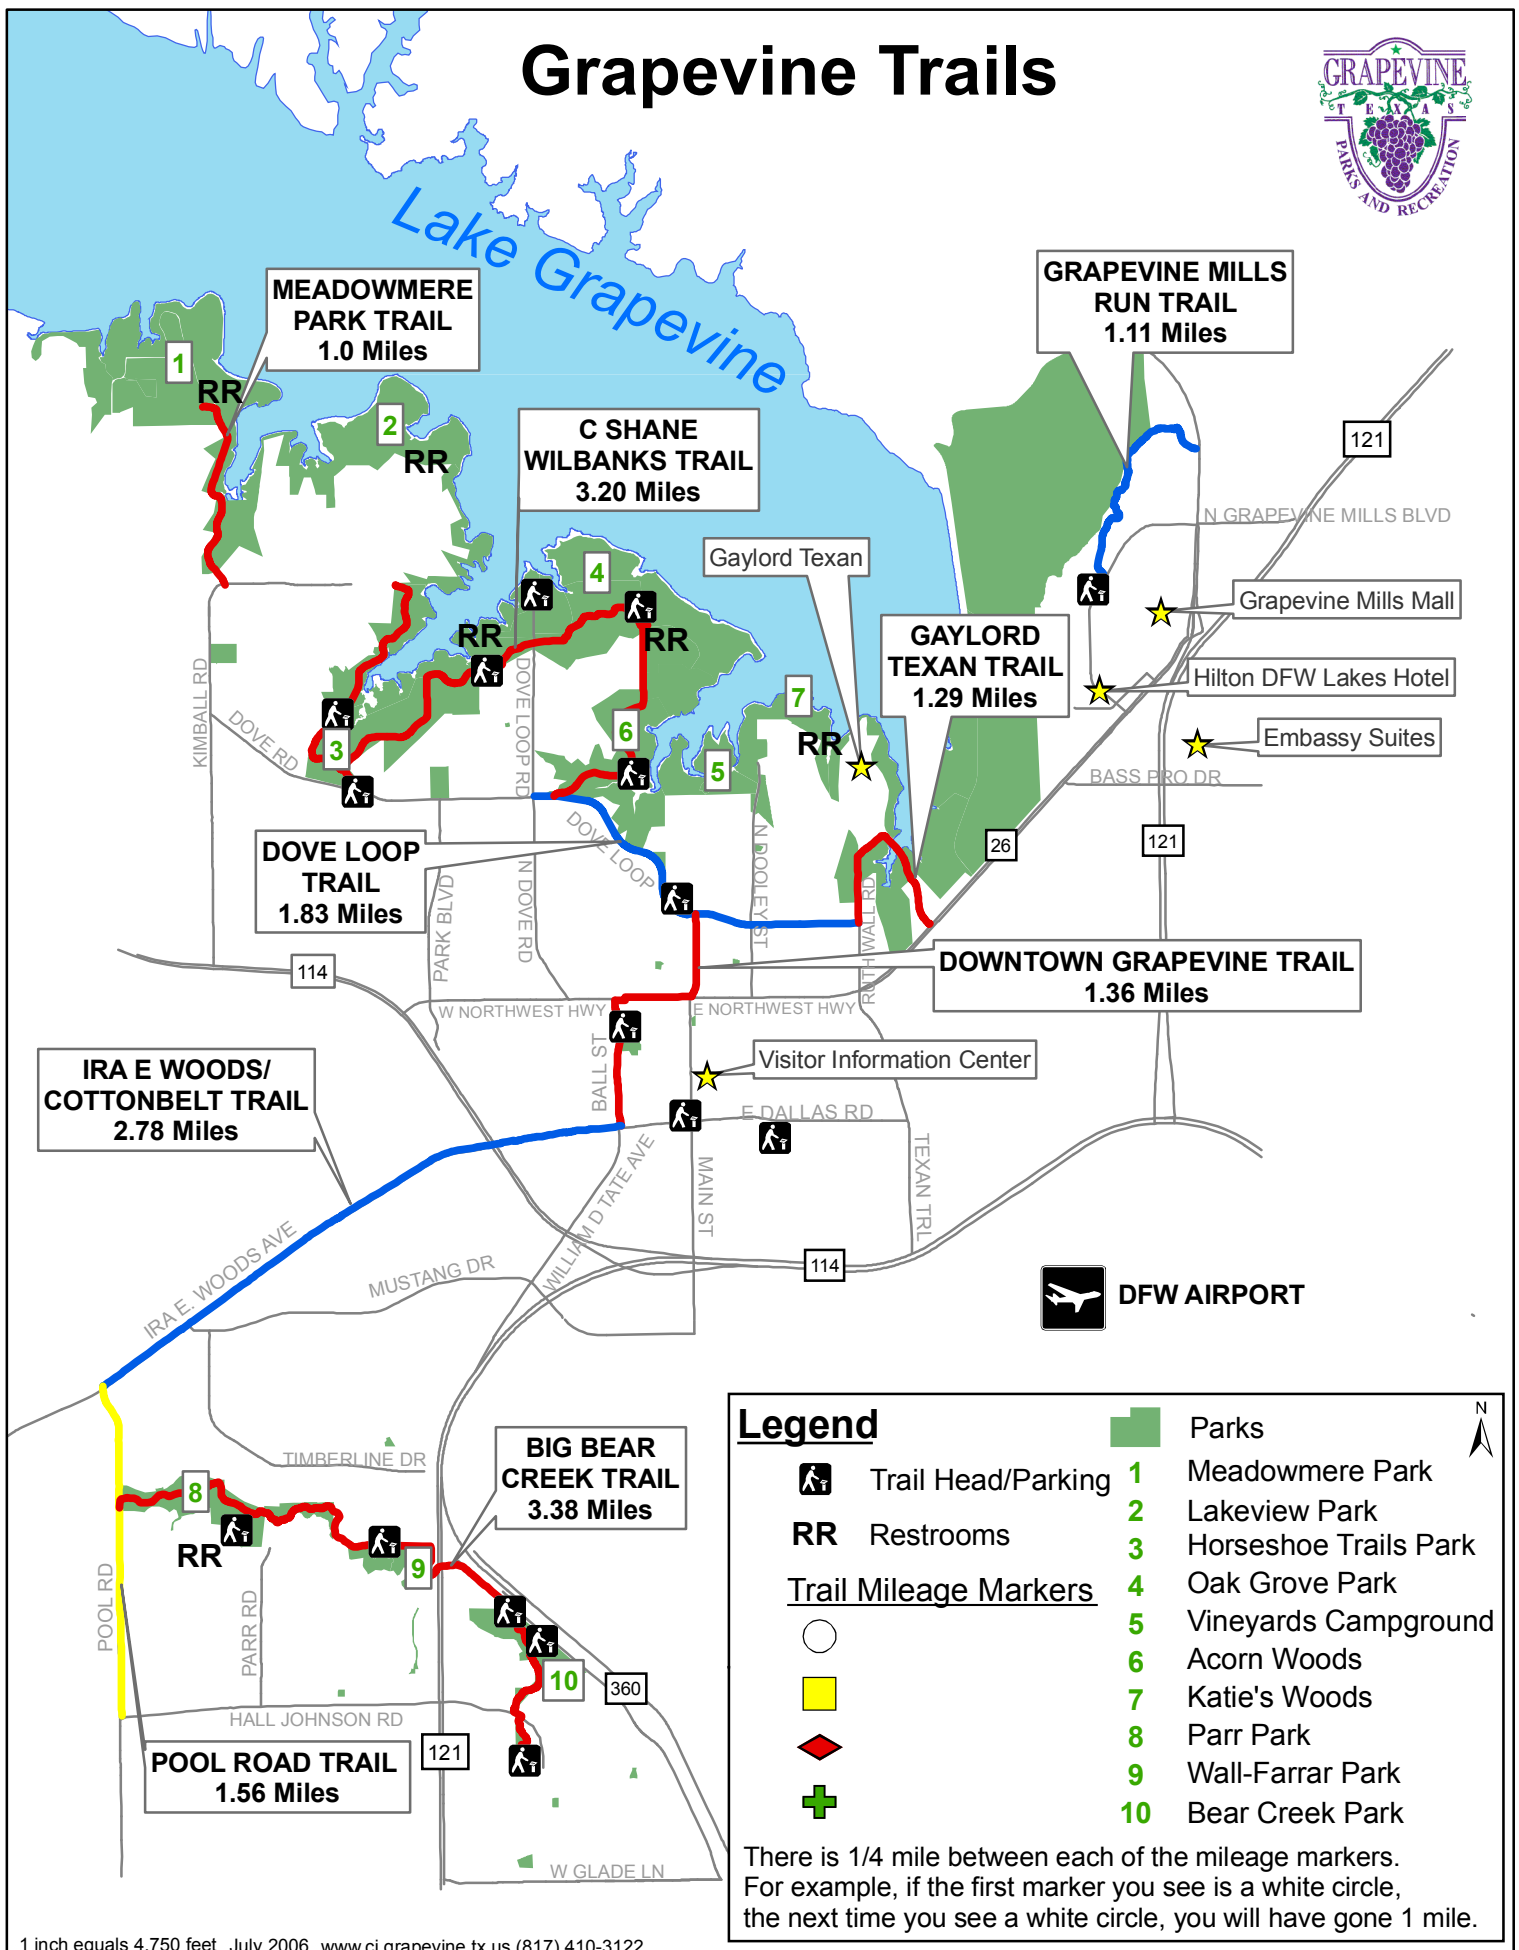 Grapevine Trails
GRAPEVINE
TEXAS
PARKS AND RECREATION
Lake Grapevine
MEADOWMERE
PARK TRAIL
1.0 Miles
GRAPEVINE MILLS
RUN TRAIL
1.11 Miles
1
RR
2
RR
C SHANE
WILBANKS TRAIL
3.20 Miles
121
N GRAPEVINE MILLS BLVD
Gaylord Texan
4
Grapevine Mills Mall
RR
RR
GAYLORD
TEXAN TRAIL
1.29 Miles
Hilton DFW Lakes Hotel
KIMBALL RD
DOVE RD
DOVE LOOP RD
3
6
7
RR
5
Embassy Suites
BASS PRO DR
DOVE LOOP
TRAIL
1.83 Miles
DOVE LOOP
26
121
PARK BLVD
N DOVE RD
N DOOLEY ST
RUTH WALL RD
114
DOWNTOWN GRAPEVINE TRAIL
1.36 Miles
W NORTHWEST HWY
E NORTHWEST HWY
IRA E WOODS/
COTTONBELT TRAIL
2.78 Miles
BALL ST
Visitor Information Center
E DALLAS RD
WILLIAM D TATE AVE
MAIN ST
TEXAN TRL
IRA E. WOODS AVE
MUSTANG DR
114
DFW AIRPORT
TIMBERLINE DR
BIG BEAR
CREEK TRAIL
3.38 Miles
8
RR
9
POOL RD
PARR RD
10
360
HALL JOHNSON RD
121
POOL ROAD TRAIL
1.56 Miles
W GLADE LN
Legend
N
Trail Head/Parking
RR Restrooms
Trail Mileage Markers
Parks
1 Meadowmere Park
2 Lakeview Park
3 Horseshoe Trails Park
4 Oak Grove Park
5 Vineyards Campground
6 Acorn Woods
7 Katie's Woods
8 Parr Park
9 Wall-Farrar Park
10 Bear Creek Park
There is 1/4 mile between each of the mileage markers.
For example, if the first marker you see is a white circle,
the next time you see a white circle, you will have gone 1 mile.
1 inch equals 4,750 feet July 2006 www.ci.grapevine.tx.us (817) 410-3122